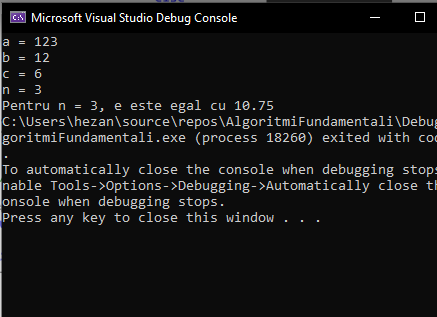 Microsoft Visual Studio Debug Console
a = 123
b = 12
c = 6
n = 3
Pentru n = 3, e este egal cu 10.75
C:\Users\hezan\source\repos\AlgoritmiFundamentali\Debug
goritmiFundamentali.exe (process 18260) exited with cod
.
To automatically close the console when debugging stops
nable Tools->Options->Debugging->Automatically close th
onsole when debugging stops.
Press any key to close this window . . .